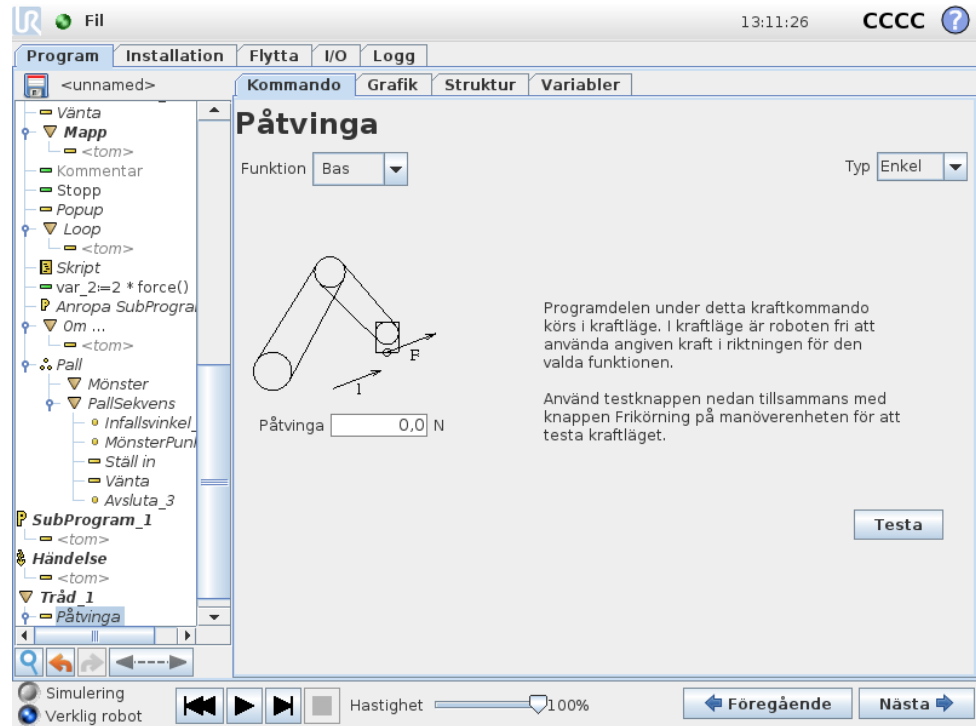 UR Fil 13:11:26 CCCC ?
Program Installation Flytta I/O Logg
<unnamed> Kommando Grafik Struktur Variabler
Vänta
Mapp
<tom>
Kommentar
Stopp
Popup
Loop
<tom>
Skript
var_2:=2 * force()
P Anropa SubProgra
Om ...
<tom>
Pall
Mönster
PallSekvens
Infallsvinkel_
MönsterPun
Ställ in
Vänta
Avsluta_3
P SubProgram_1
<tom>
Händelse
<tom>
Tråd_1
Påtvinga
Påtvinga
Funktion Bas Typ Enkel
F
1
Påtvinga 0,0 N
Programdelen under detta kraftkommando
körs i kraftläge. I kraftläge är roboten fri att
använda angiven kraft i riktningen för den
valda funktionen.
Använd testknappen nedan tillsammans med
knappen Frikörning på manöverenheten för att
testa kraftläget.
Testa
Simulering
Verklig robot
Hastighet 100%
Föregående Nästa